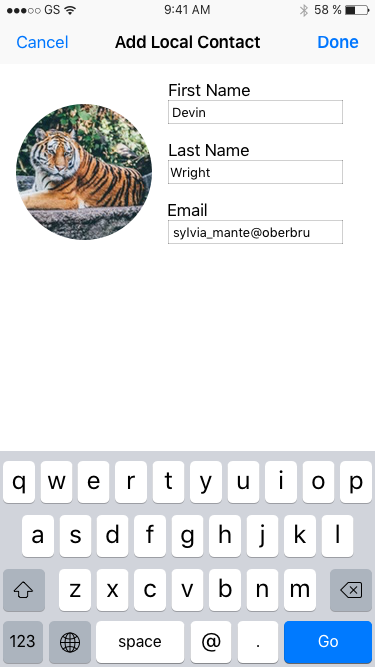 GS 9:41 AM 58 %
Cancel Add Local Contact Done
First Name
Devin
Last Name
Wright
Email
sylvia_mante@oberbru
q w e r t y u i o p
a s d f g h j k l
z x c v b n m
123 space @ . Go